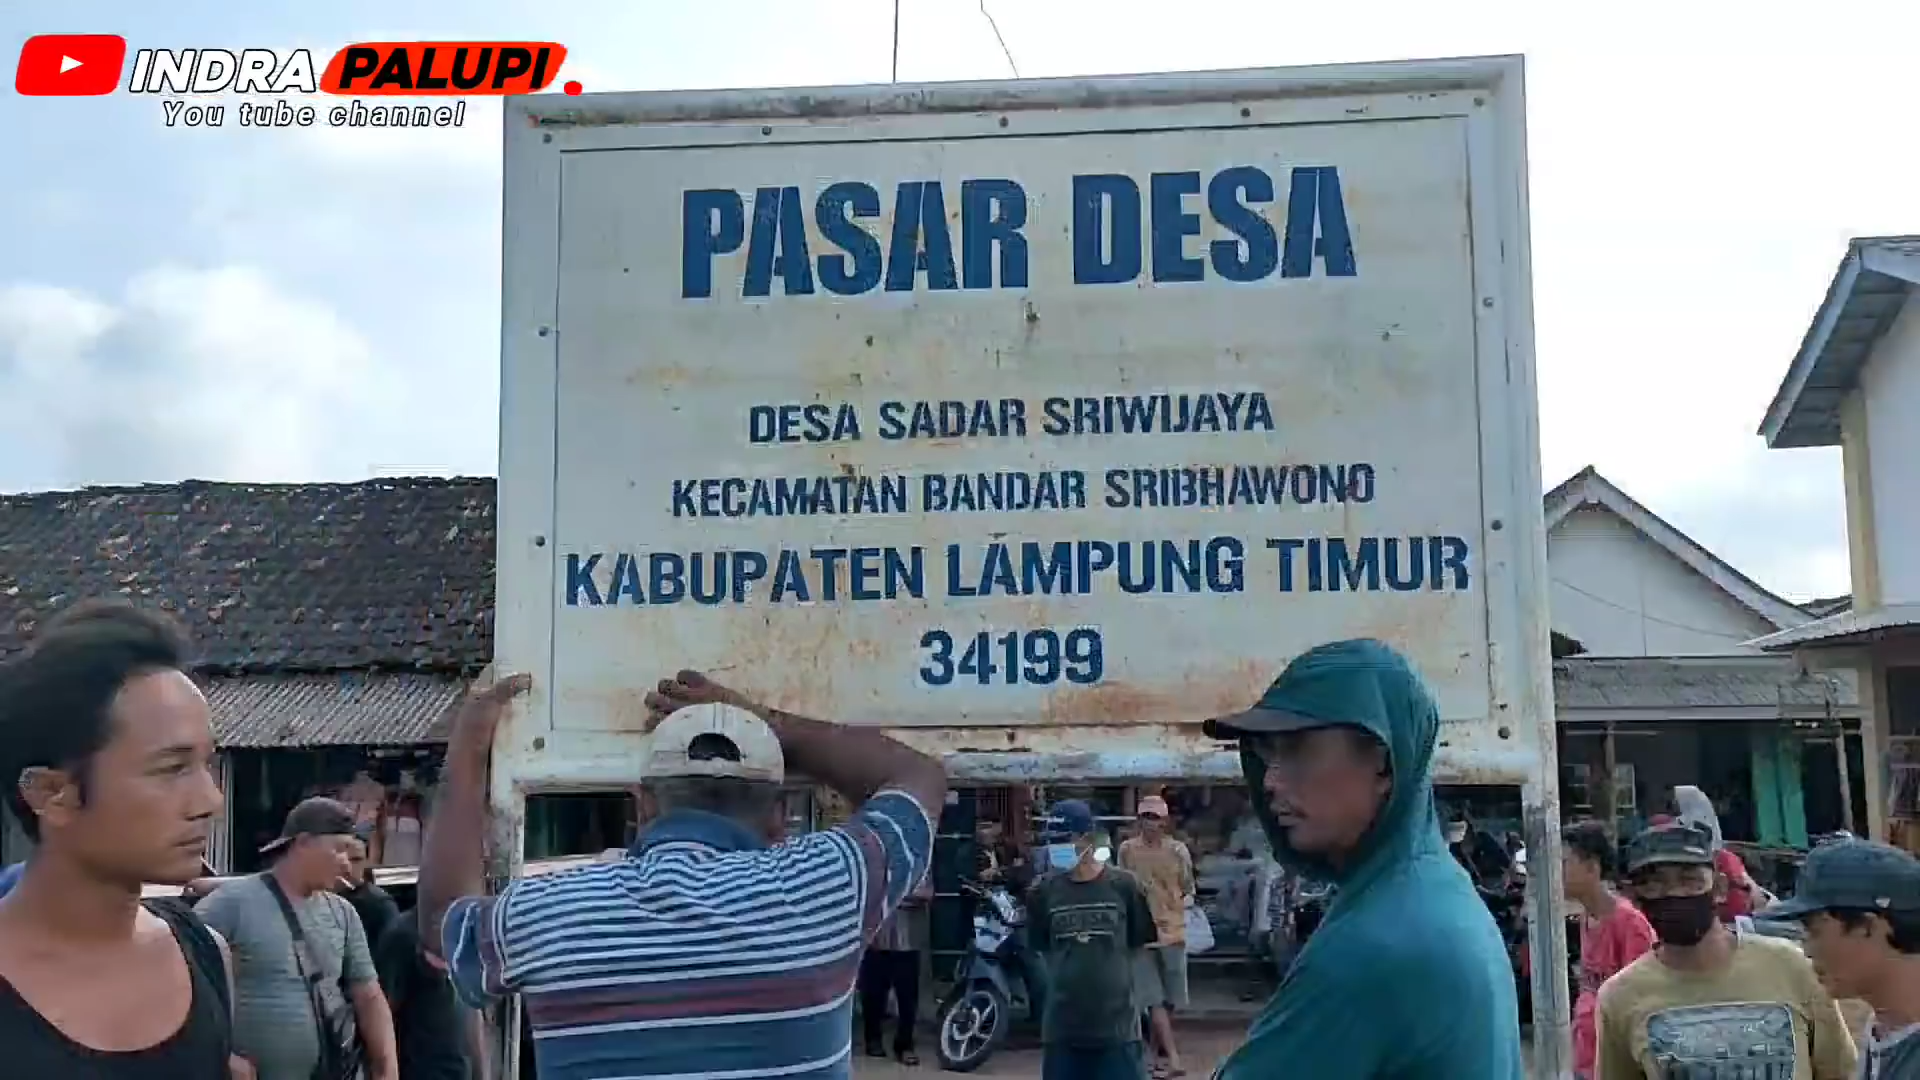 INDRA PALUPI.
You tube channel
PASAR DESA
DESA SADAR SRIWIJAYA
KECAMATAN BANDAR SRIBHAWONO
KABUPATEN LAMPUNG TIMUR
34199